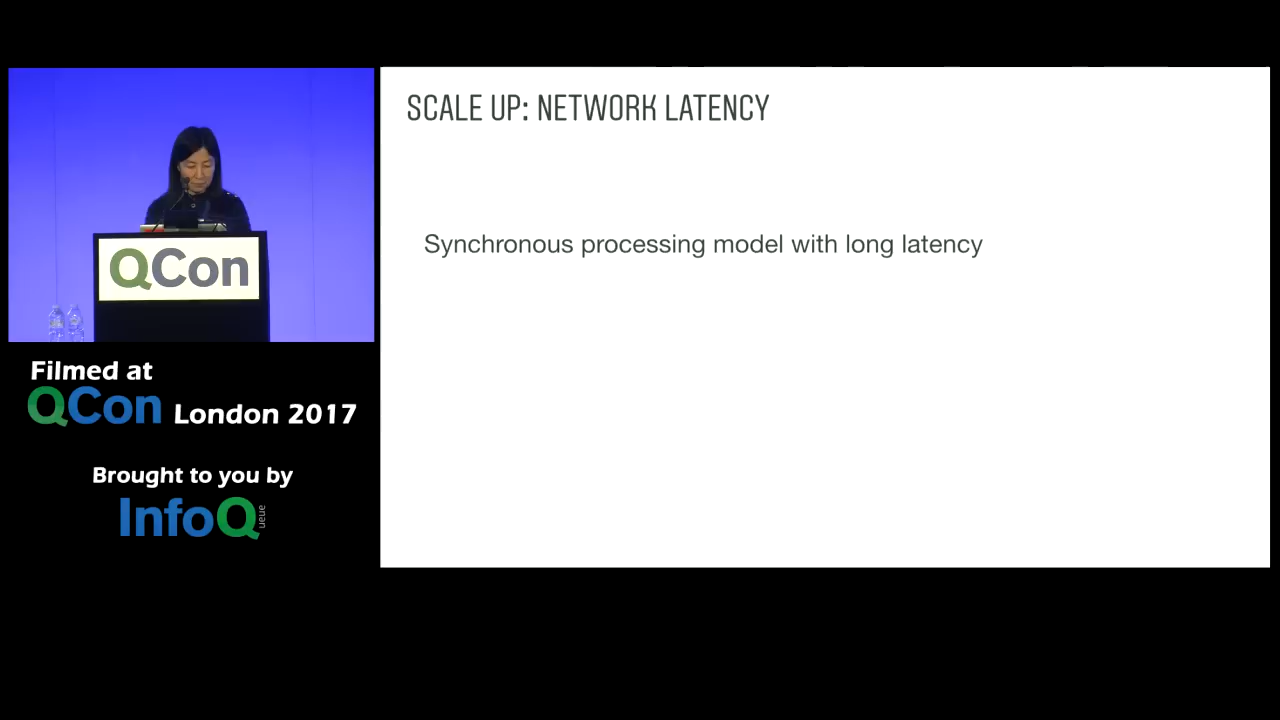 SCALE UP: NETWORK LATENCY
Synchronous processing model with long latency
QCon
Filmed at
QCon London 2017
Brought to you by
InfoQ
ueue